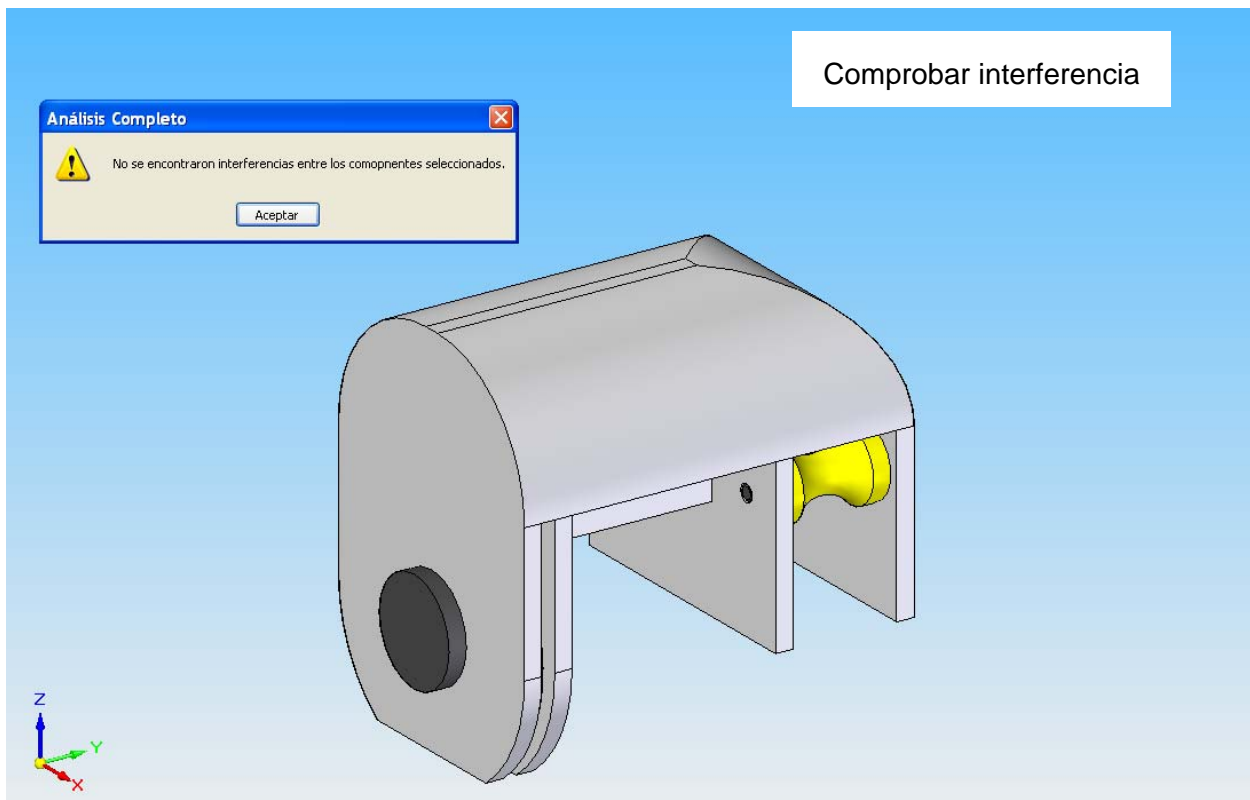 Comprobar interferencia
Análisis Completo
No se encontraron interferencias entre los comopnentes seleccionados.
Aceptar
Z
Y
X